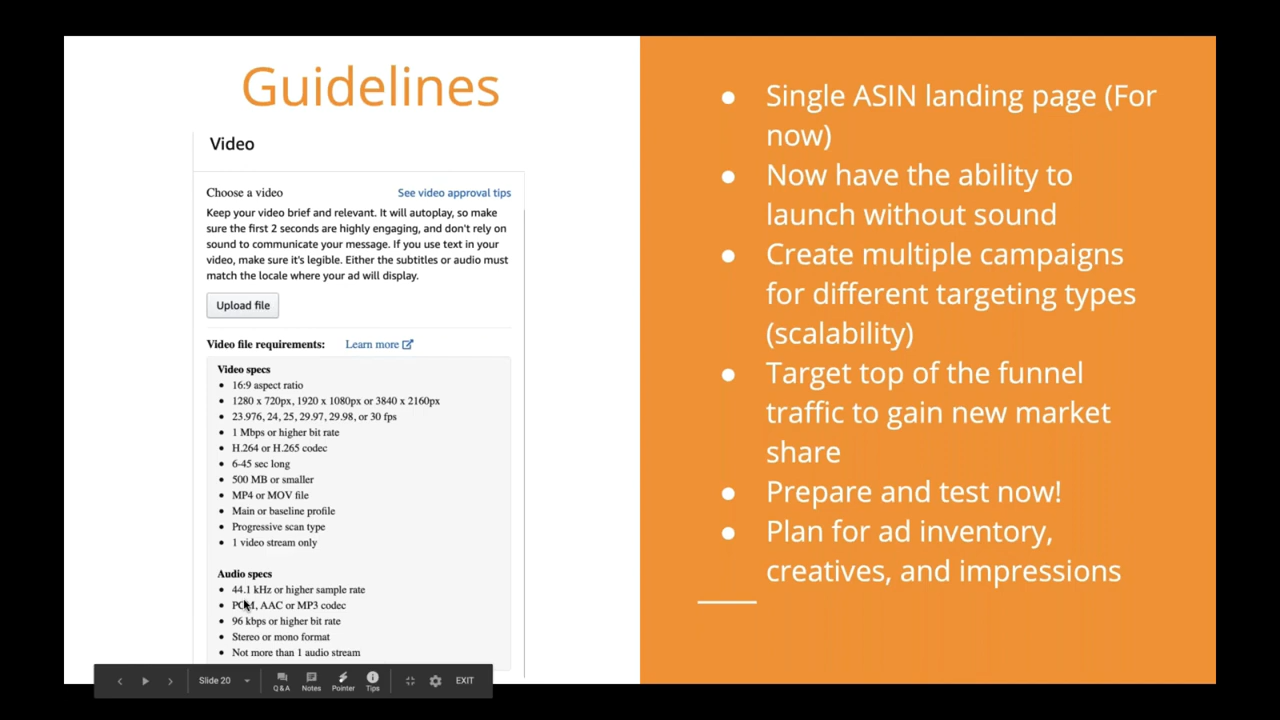 Guidelines
Video
Choose a video
See video approval tips
Keep your video brief and relevant. It will autoplay, so make
sure the first 2 seconds are highly engaging, and don't rely on
sound to communicate your message. If you use text in your
video, make sure it's legible. Either the subtitles or audio must
match the locale where your ad will display.
Upload file
Video file requirements:
Learn more
Video specs
• 16:9 aspect ratio
• 1280 x 720px, 1920 x 1080px or 3840 x 2160px
• 23.976, 24, 25, 29.97, 29.98, or 30 fps
• 1 Mbps or higher bit rate
• H.264 or H.265 codec
• 6-45 sec long
• 500 MB or smaller
• MP4 or MOV file
• Main or baseline profile
• Progressive scan type
• 1 video stream only
Audio specs
• 44.1 kHz or higher sample rate
• PCM, AAC or MP3 codec
• 96 kbps or higher bit rate
• Stereo or mono format
• Not more than 1 audio stream
● Single ASIN landing page (For
now)
● Now have the ability to
launch without sound
● Create multiple campaigns
for different targeting types
(scalability)
● Target top of the funnel
traffic to gain new market
share
● Prepare and test now!
● Plan for ad inventory,
creatives, and impressions
Slide 20
Q&A
Notes
Pointer
Tips
EXIT